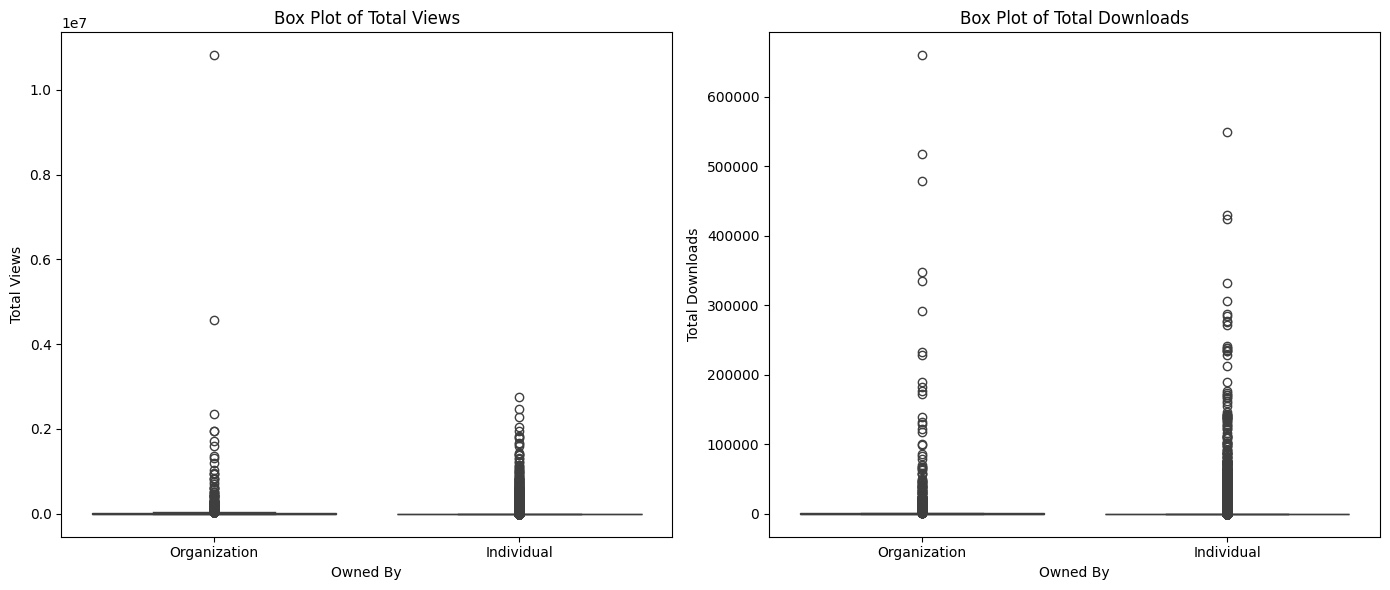 Box Plot of Total Views
1e7
1.0
0.8
0.6
0.4
0.2
0.0
Total Views
Organization
Individual
Owned By
Box Plot of Total Downloads
600000
500000
400000
300000
200000
100000
0
Total Downloads
Organization
Individual
Owned By